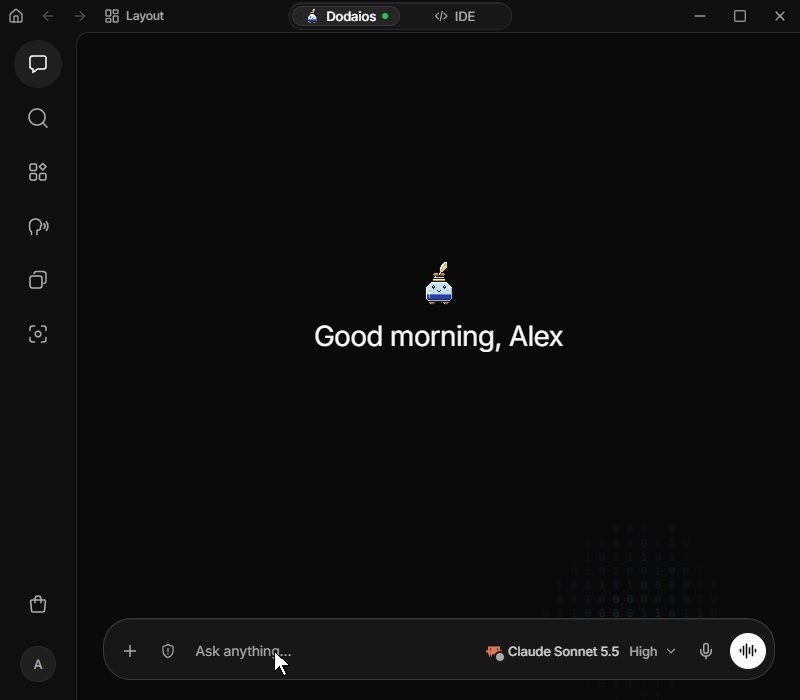 Layout
Dodaios
IDE
Good morning, Alex
Ask anything...
Claude Sonnet 5.5 High
A